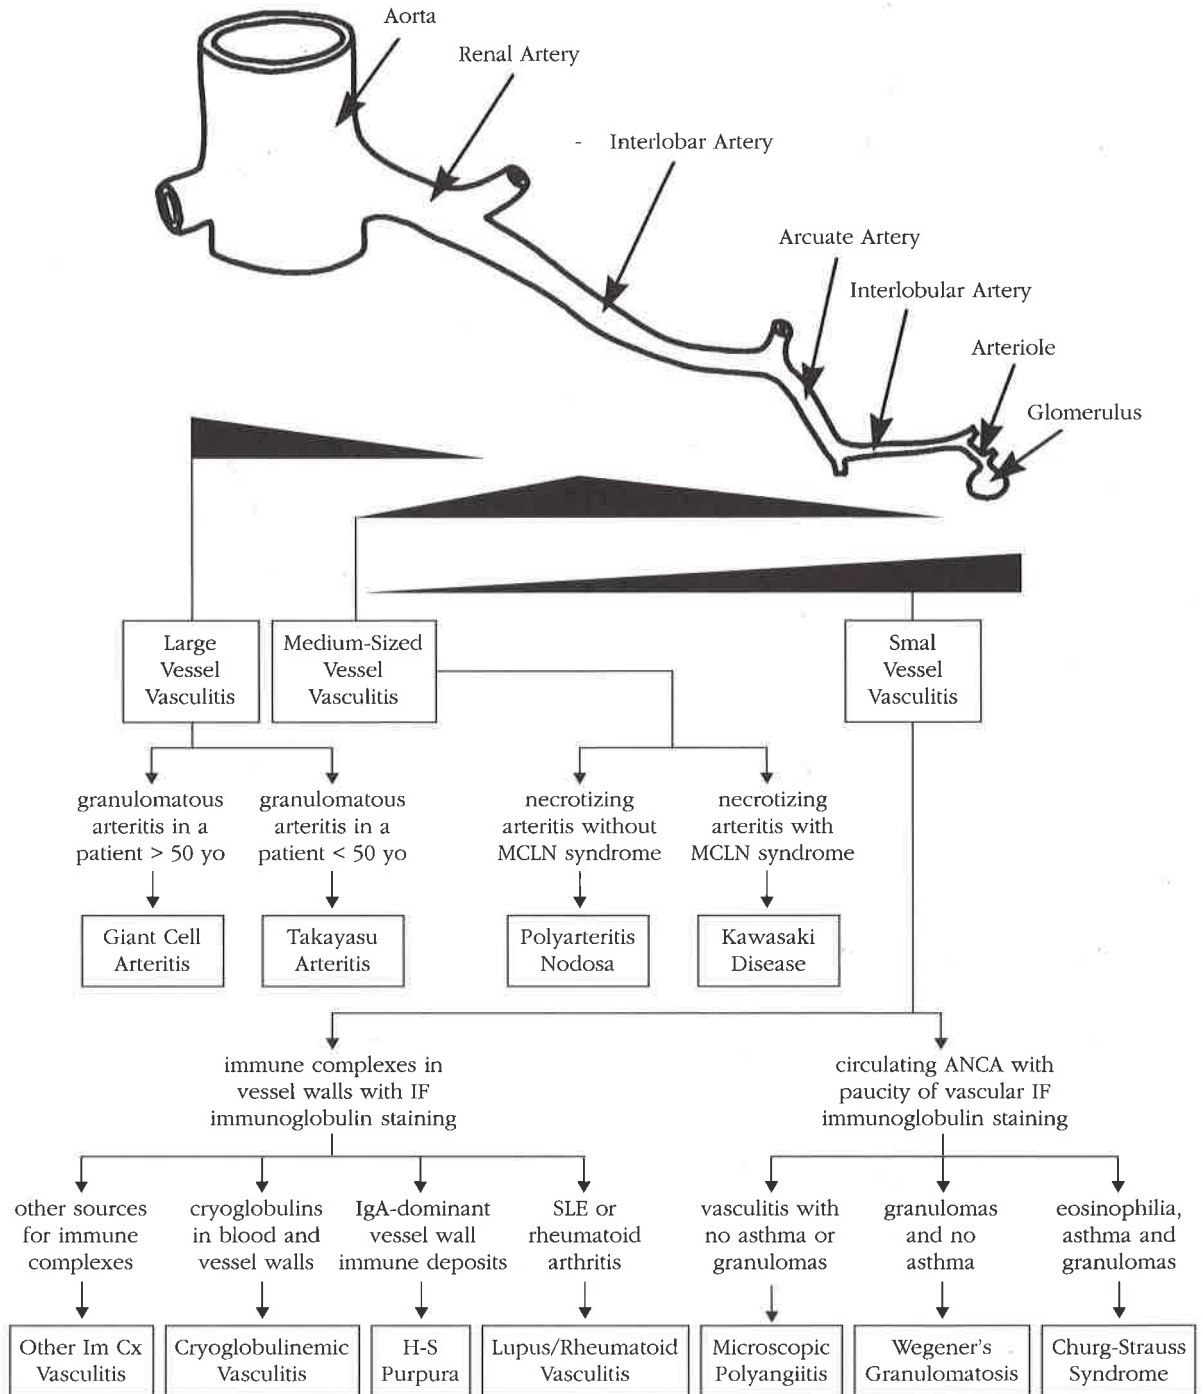 Aorta
Renal Artery
- Interlobar Artery
Arcuate Artery
Interlobular Artery
Arteriole
Glomerulus
Large
Vessel
Vasculitis
Medium-Sized
Vessel
Vasculitis
Smal
Vessel
Vasculitis
granulomatous
arteritis in a
patient > 50 yo
granulomatous
arteritis in a
patient < 50 yo
necrotizing
arteritis without
MCLN syndrome
necrotizing
arteritis with
MCLN syndrome
Giant Cell
Arteritis
Takayasu
Arteritis
Polyarteritis
Nodosa
Kawasaki
Disease
immune complexes in
vessel walls with IF
immunoglobulin staining
circulating ANCA with
paucity of vascular IF
immunoglobulin staining
other sources
for immune
complexes
cryoglobulins
in blood and
vessel walls
IgA-dominant
vessel wall
immune deposits
SLE or
rheumatoid
arthritis
vasculitis with
no asthma or
granulomas
granulomas
and no
asthma
eosinophilia,
asthma and
granulomas
Other Im Cx
Vasculitis
Cryoglobulinemic
Vasculitis
H-S
Purpura
Lupus/Rheumatoid
Vasculitis
Microscopic
Polyangiitis
Wegener's
Granulomatosis
Churg-Strauss
Syndrome